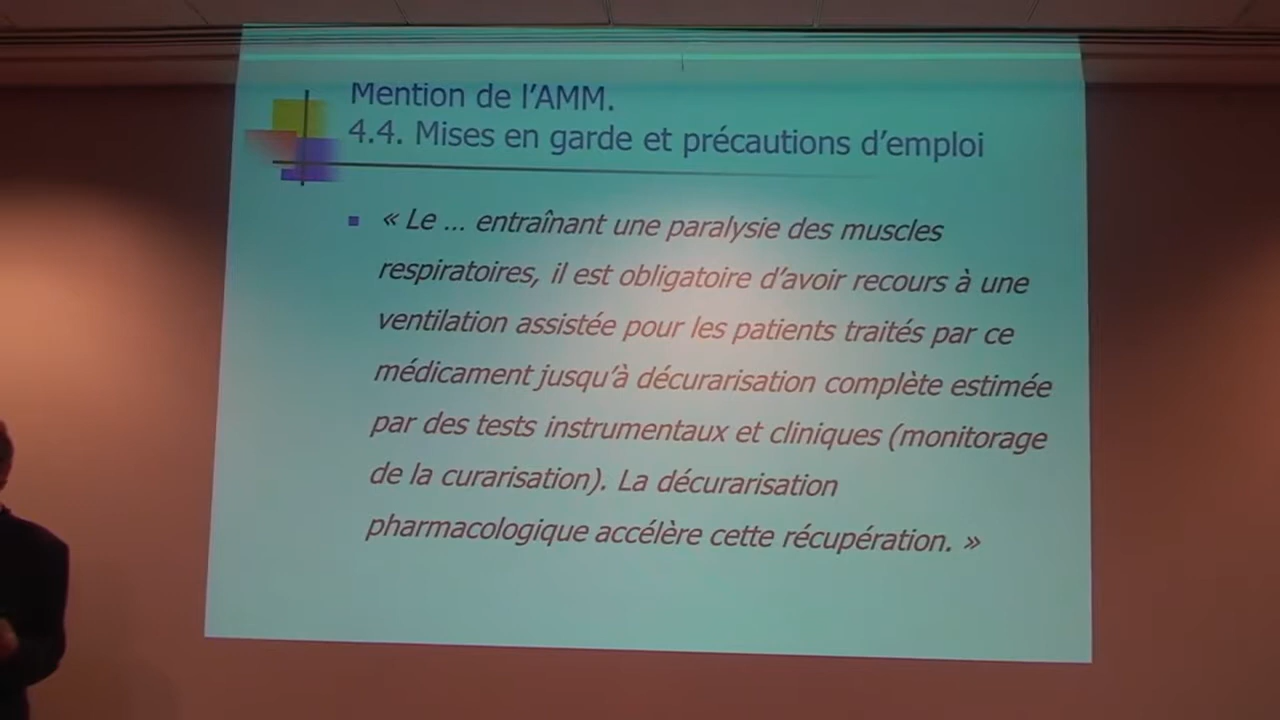 Mention de l'AMM.
4.4. Mises en garde et précautions d'emploi
« Le ... entraînant une paralysie des muscles
respiratoires, il est obligatoire d'avoir recours à une
ventilation assistée pour les patients traités par ce
médicament jusqu'à décurarisation complète estimée
par des tests instrumentaux et cliniques (monitorage
de la curarisation). La décurarisation
pharmacologique accélère cette récupération. »